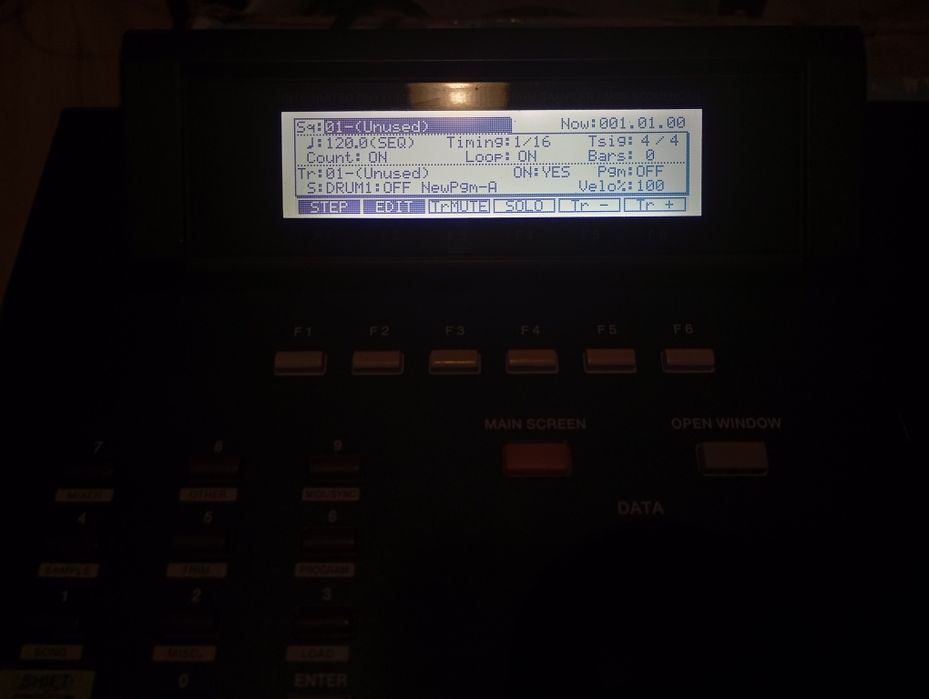 Sq:01-(Unused) Now:001.01.00
♩:120.0(SEQ) Timing:1/16 Tsig: 4/4
Count: ON Loop: ON Bars: 0
Tr:01-(Unused) ON:YES Pgm:OFF
S:DRUM1:OFF NewPgm-A Velo%:100
STEP EDIT TrMUTE SOLO Tr - Tr +
F1 F2 F3 F4 F5 F6
MAIN SCREEN OPEN WINDOW
7 8 9
MIXER OTHER MIDI/SYNC
DATA
4 5 6
SAMPLE TRIM PROGRAM
1 2 3
SONG MISC. LOAD
SHIFT 0 ENTER